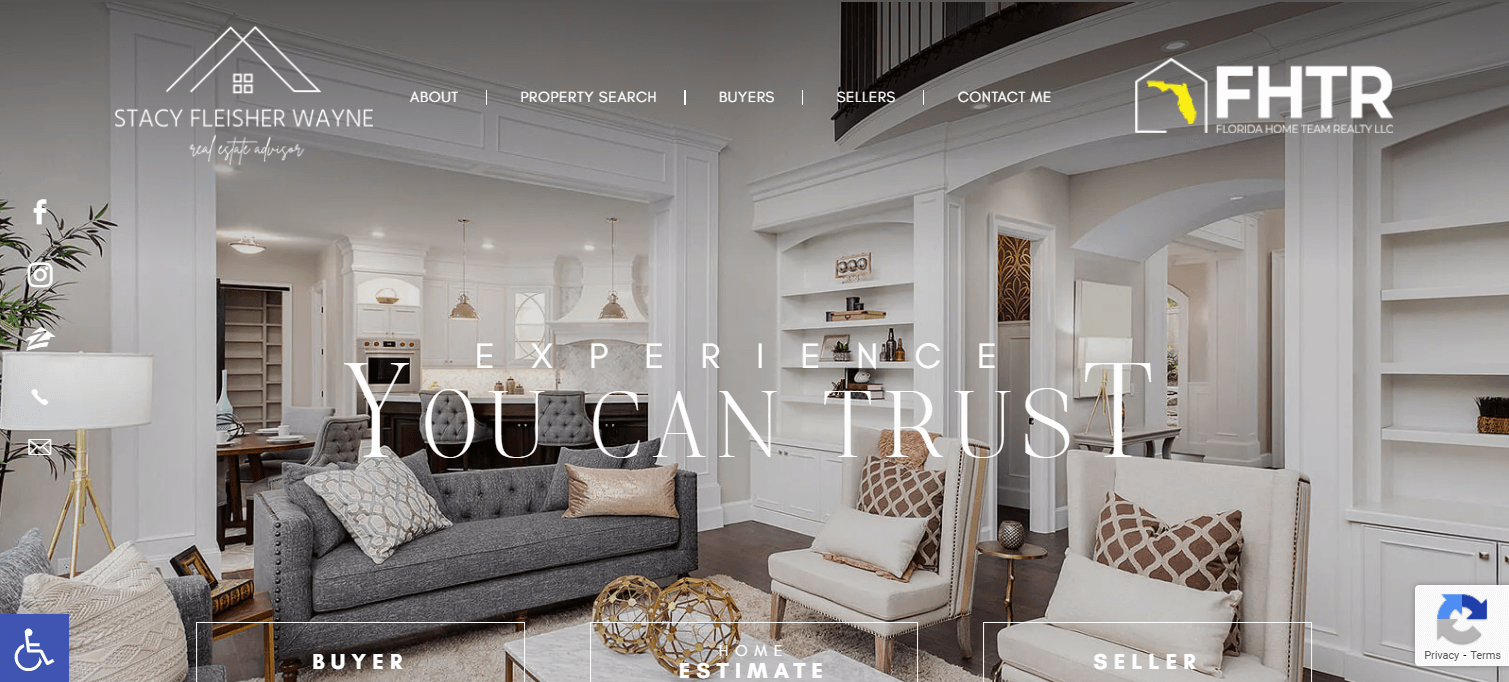 STACY FLEISHER WAYNE
real estate advisor
ABOUT
PROPERTY SEARCH
BUYERS
SELLERS
CONTACT ME
FHTR
FLORIDA HOME TEAM REALTY LLC
EXPERIENCE
YOU CAN TRUST
BUYER
HOME
ESTIMATE
SELLER
Privacy - Terms